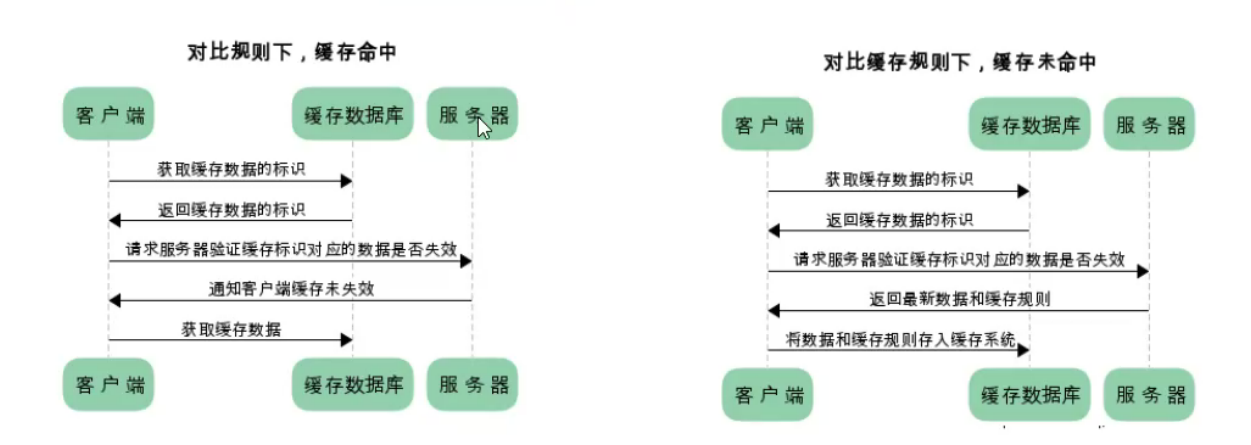 对比规则下，缓存命中
客户端
缓存数据库
服务器
获取缓存数据的标识
返回缓存数据的标识
请求服务器验证缓存标识对应的数据是否失效
通知客户端缓存未失效
获取缓存数据
客户端
缓存数据库
服务器
对比缓存规则下，缓存未命中
客户端
缓存数据库
服务器
获取缓存数据的标识
返回缓存数据的标识
请求服务器验证缓存标识对应的数据是否失效
返回最新数据和缓存规则
将数据和缓存规则存入缓存系统
客户端
缓存数据库
服务器